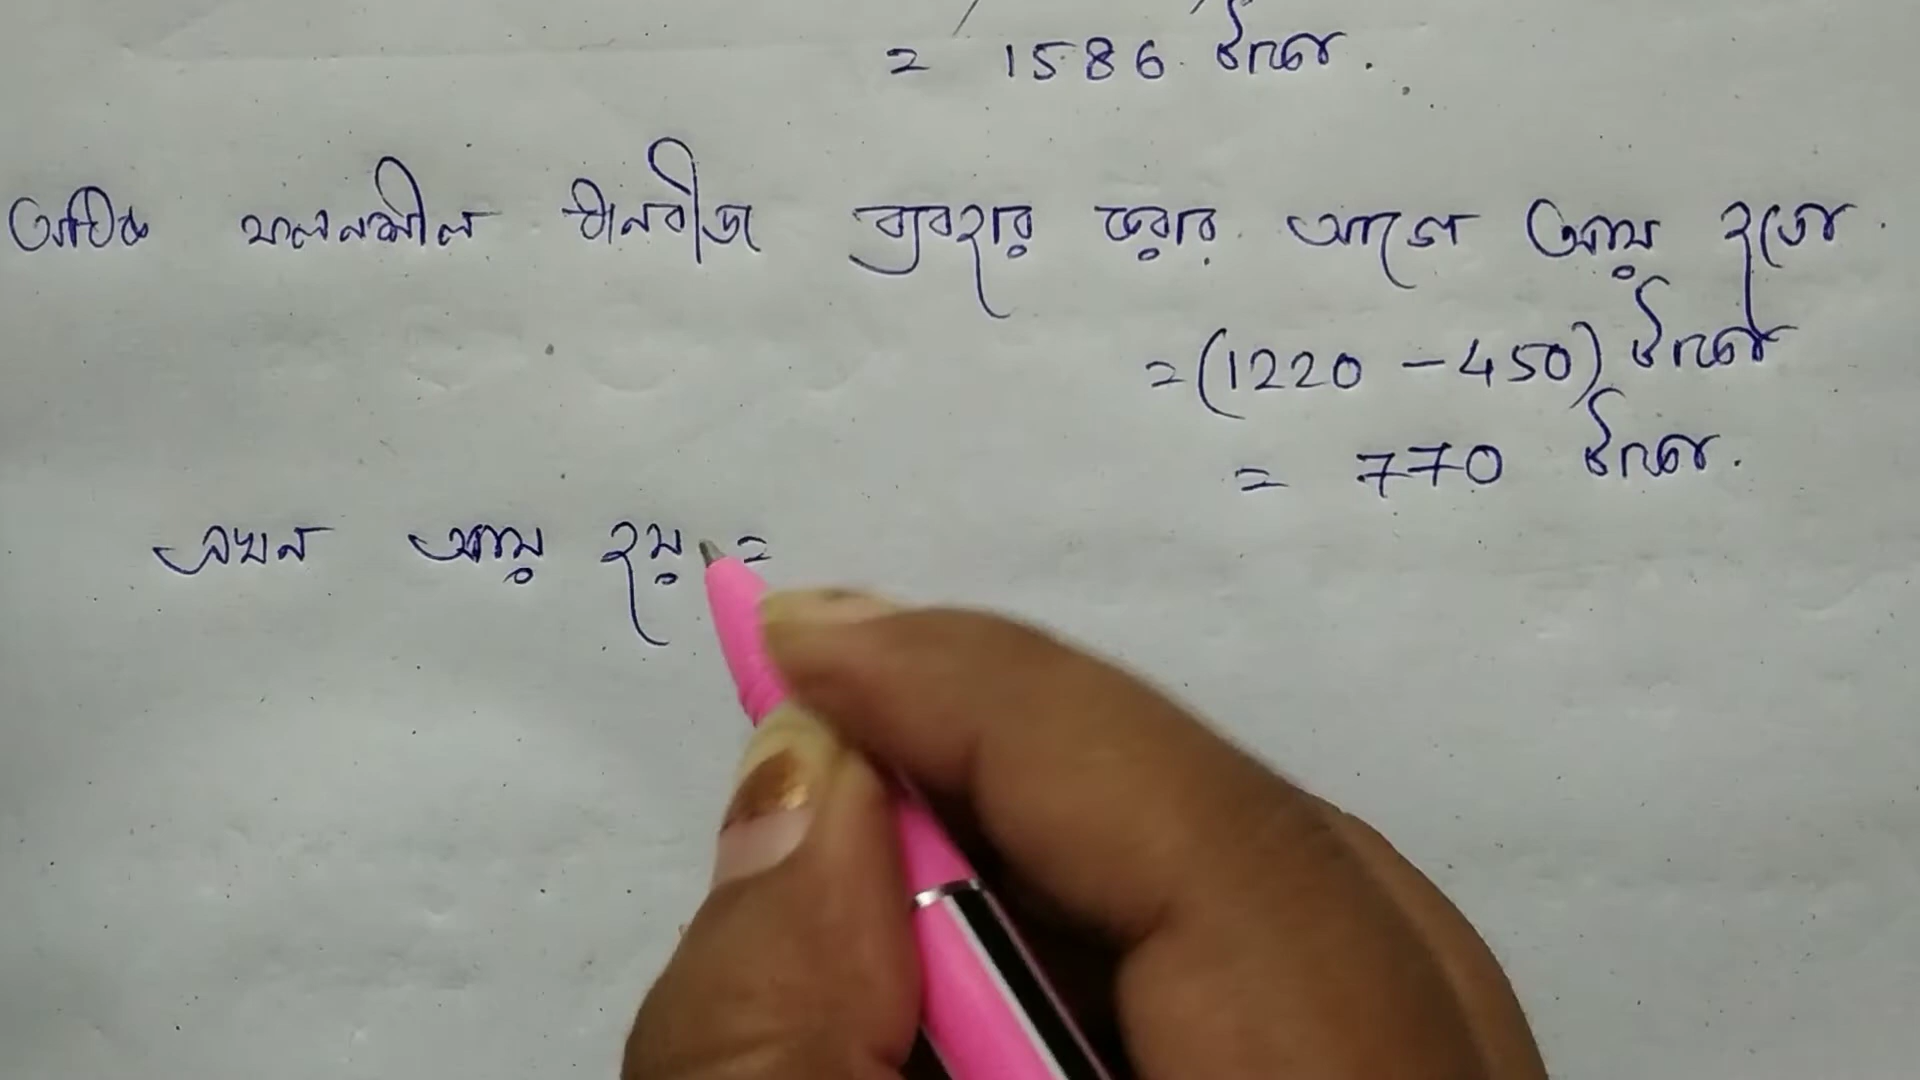 = 1586 টাকা.
অধিক ফলনশীল ধানবীজ ব্যবহার করার আগে আয় হতো
= (1220 - 450) টাকা
= 770 টাকা.
এখন আয় হয় =